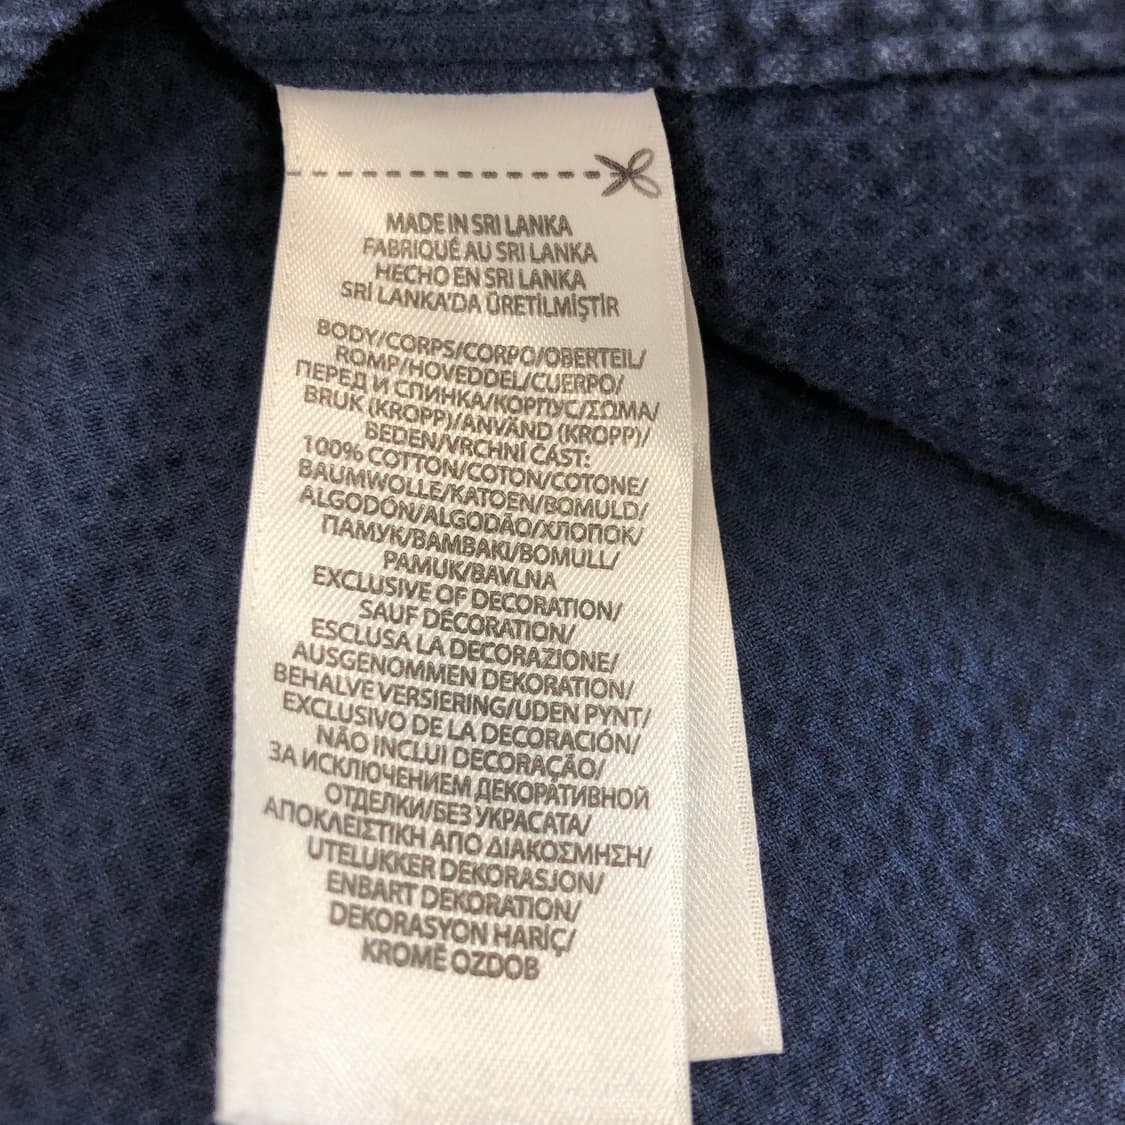 MADE IN SRI LANKA
FABRIQUÉ AU SRI LANKA
HECHO EN SRI LANKA
SRİ LANKA'DA ÜRETİLMİŞTİR
BODY/CORPS/CORPO/OBERTEIL/
ROMP/HOVEDDEL/CUERPO/
ПЕРЕД И СПИНКА/КОРПУС/ΣΩΜΑ/
BRUK (KROPP)/ANVÄND (KROPP)/
BEDEN/VRCHNÍ ČÁST:
100% COTTON/COTON/COTONE/
BAUMWOLLE/KATOEN/BOMULD/
ALGODÓN/ALGODÃO/ХЛОПОК/
ПАМУК/BAMBAKI/BOMULL/
PAMUK/BAVLNA
EXCLUSIVE OF DECORATION/
SAUF DÉCORATION/
ESCLUSA LA DECORAZIONE/
AUSGENOMMEN DEKORATION/
BEHALVE VERSIERING/UDEN PYNT/
EXCLUSIVO DE LA DECORACIÓN/
NÃO INCLUI DECORAÇÃO/
ЗА ИСКЛЮЧЕНИЕМ ДЕКОРАТИВНОЙ
ОТДЕЛКИ/БЕЗ УКРАСАТА/
ΑΠΟΚΛΕΙΣΤΙΚΗ ΑΠΟ ΔΙΑΚΟΣΜΗΣΗ/
UTELUKKER DEKORASJON/
ENBART DEKORATION/
DEKORASYON HARİÇ/
KROMĚ OZDOB